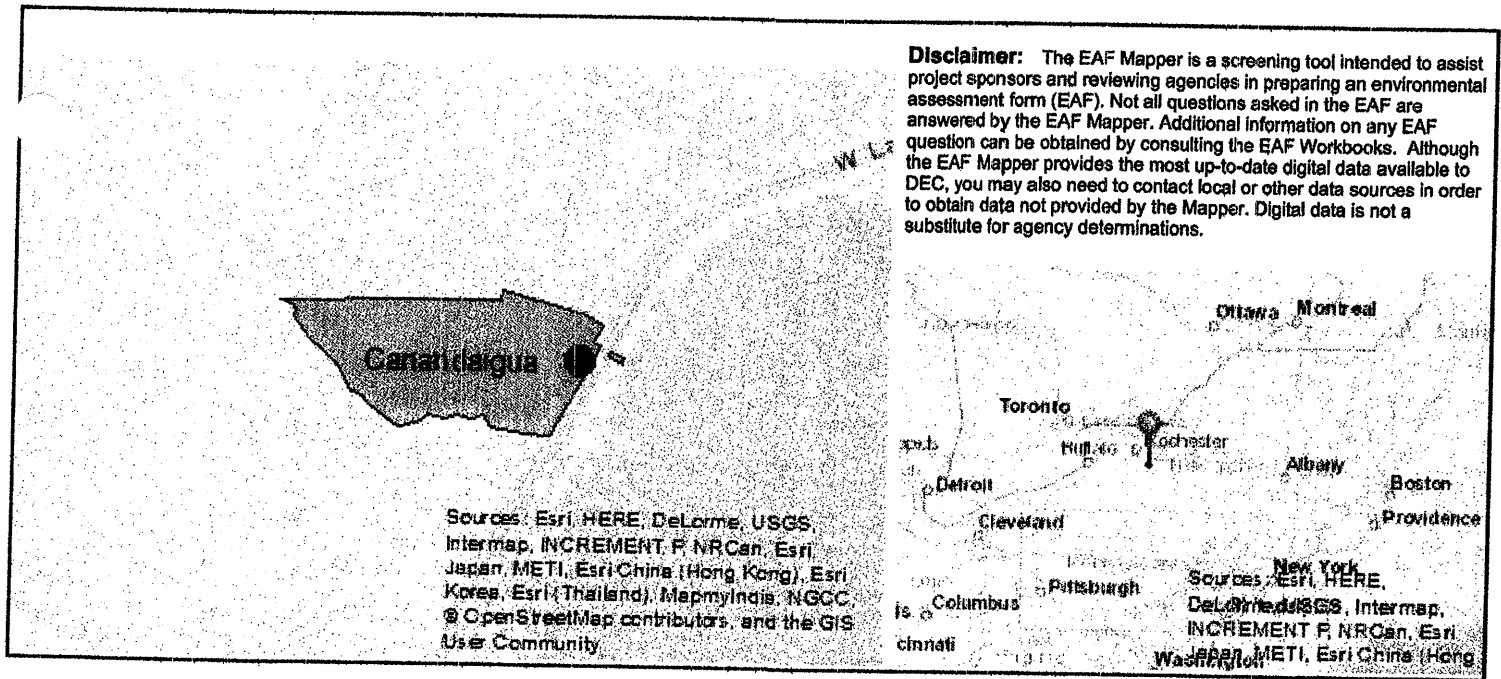 Disclaimer: The EAF Mapper is a screening tool intended to assist
project sponsors and reviewing agencies in preparing an environmental
assessment form (EAF). Not all questions asked in the EAF are
answered by the EAF Mapper. Additional information on any EAF
question can be obtained by consulting the EAF Workbooks. Although
the EAF Mapper provides the most up-to-date digital data available to
DEC, you may also need to contact local or other data sources in order
to obtain data not provided by the Mapper. Digital data is not a
substitute for agency determinations.
W La
Canandaigua
Sources: Esri, HERE, DeLorme, USGS,
Intermap, INCREMENT P, NRCan, Esri
Japan, METI, Esri China (Hong Kong), Esri
Korea, Esri (Thailand), MapmyIndia, NGCC,
© OpenStreetMap contributors, and the GIS
User Community
Ottawa Montreal
Toronto
Buffalo Rochester
Albany
Detroit
Boston
Cleveland
Providence
New York
Pittsburgh
is Columbus
cinnati
Washington
Sources: Esri, HERE,
DeLorme, USGS, Intermap,
INCREMENT P, NRCan, Esri
Japan, METI, Esri China (Hong